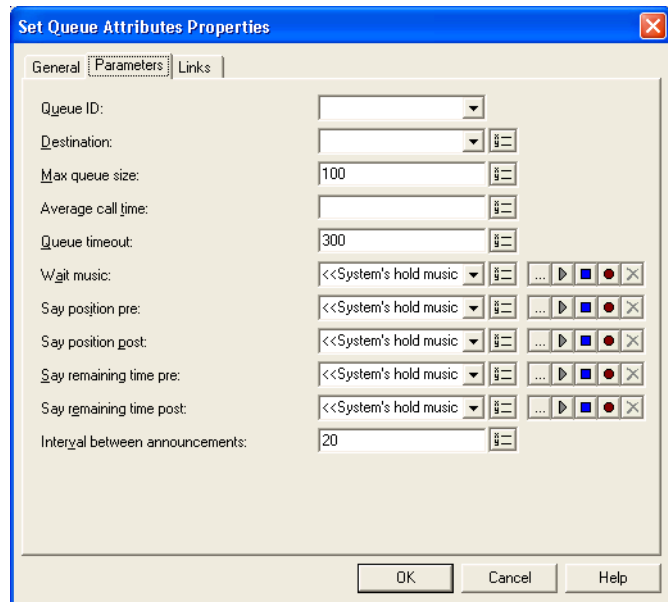 Set Queue Attributes Properties
General Parameters Links
Queue ID:
Destination:
Max queue size: 100
Average call time:
Queue timeout: 300
Wait music: <<System's hold music ...
Say position pre: <<System's hold music ...
Say position post: <<System's hold music ...
Say remaining time pre: <<System's hold music ...
Say remaining time post: <<System's hold music ...
Interval between announcements: 20
OK Cancel Help